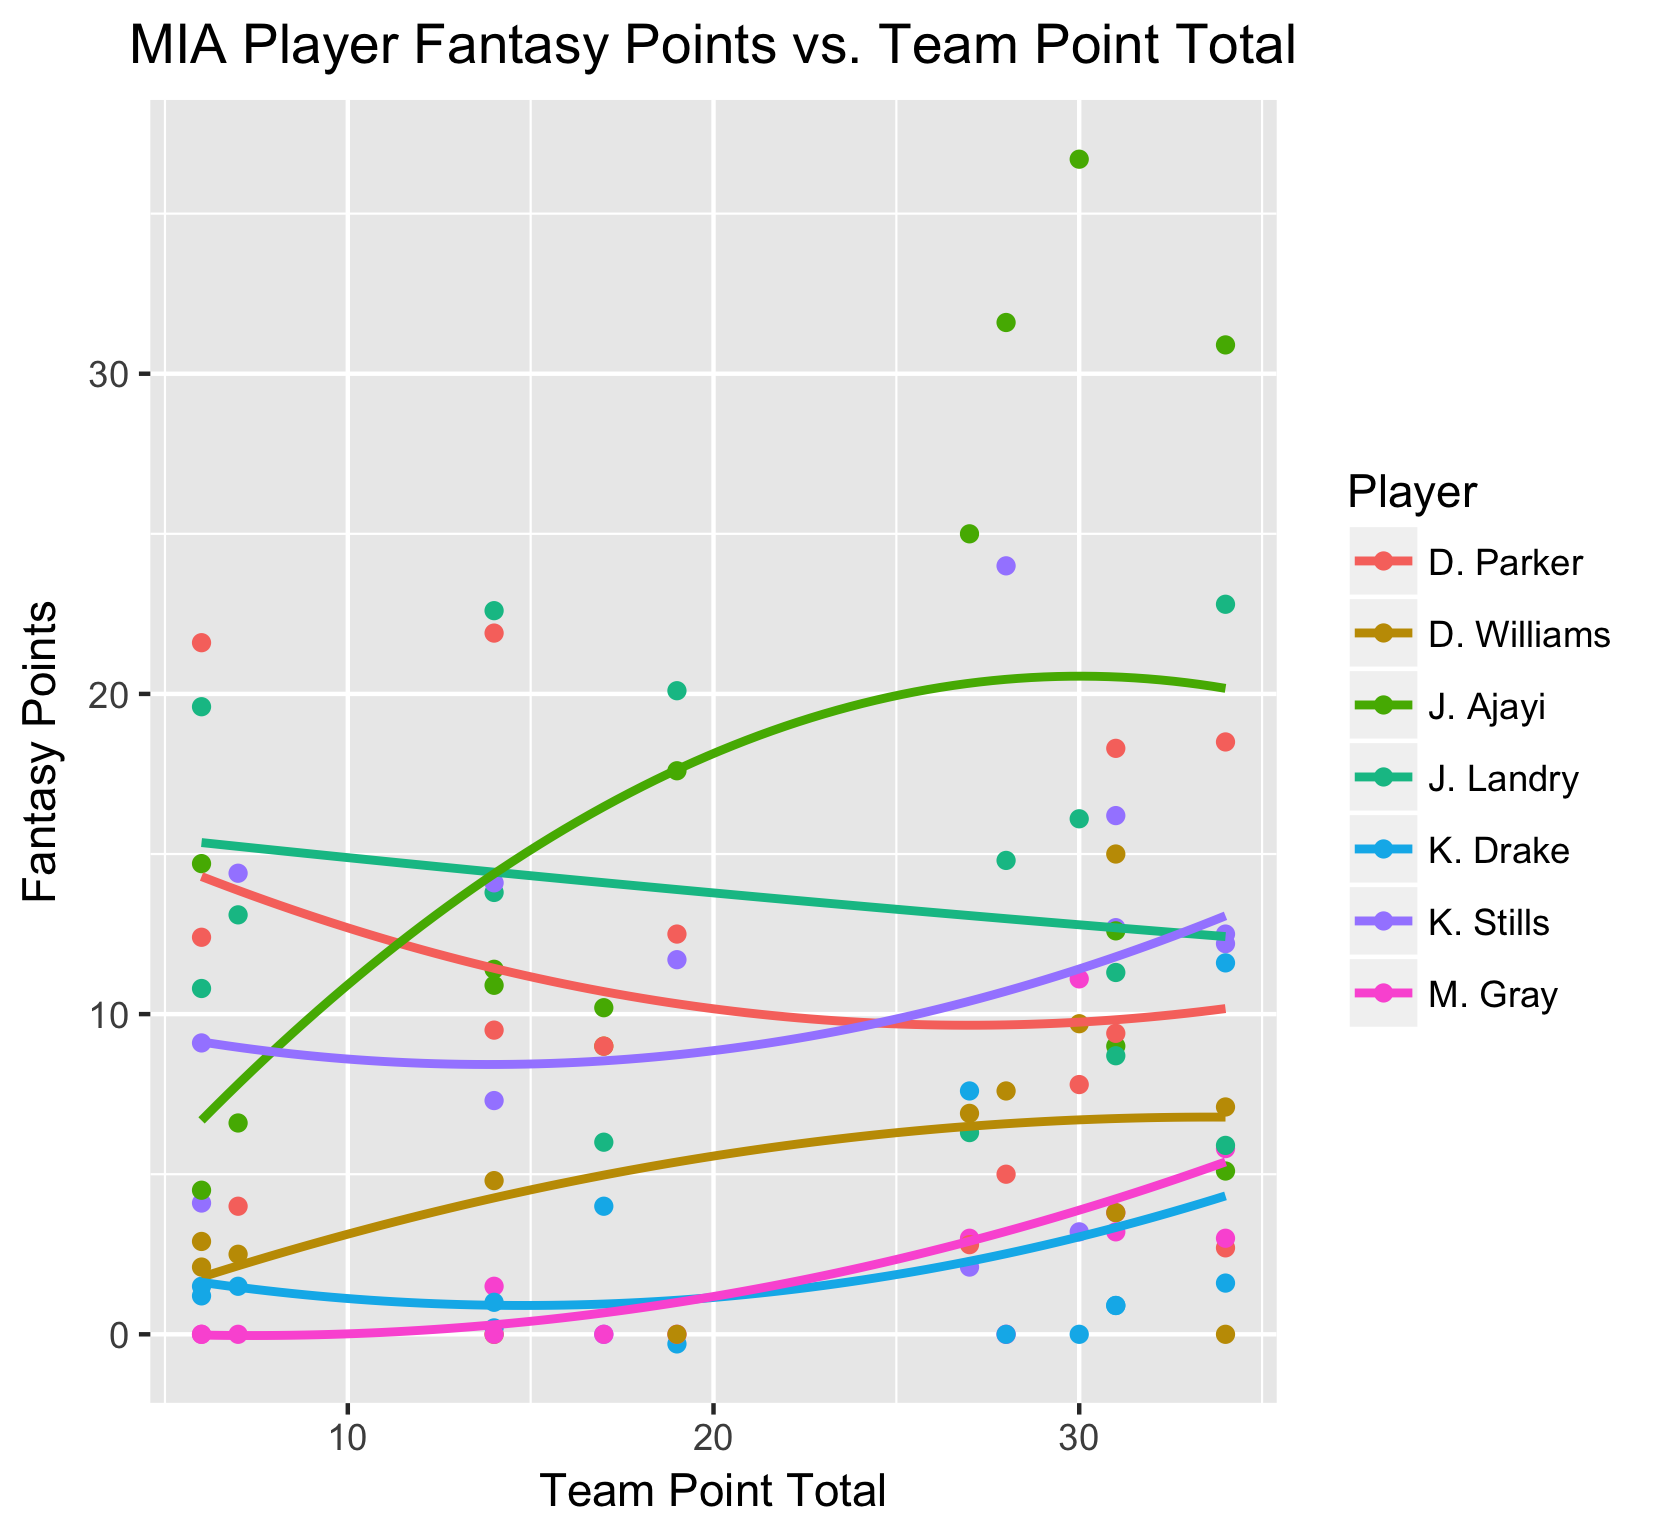 MIA Player Fantasy Points vs. Team Point Total
Fantasy Points
30
20
10
0
10 20 30
Team Point Total
Player
D. Parker
D. Williams
J. Ajayi
J. Landry
K. Drake
K. Stills
M. Gray